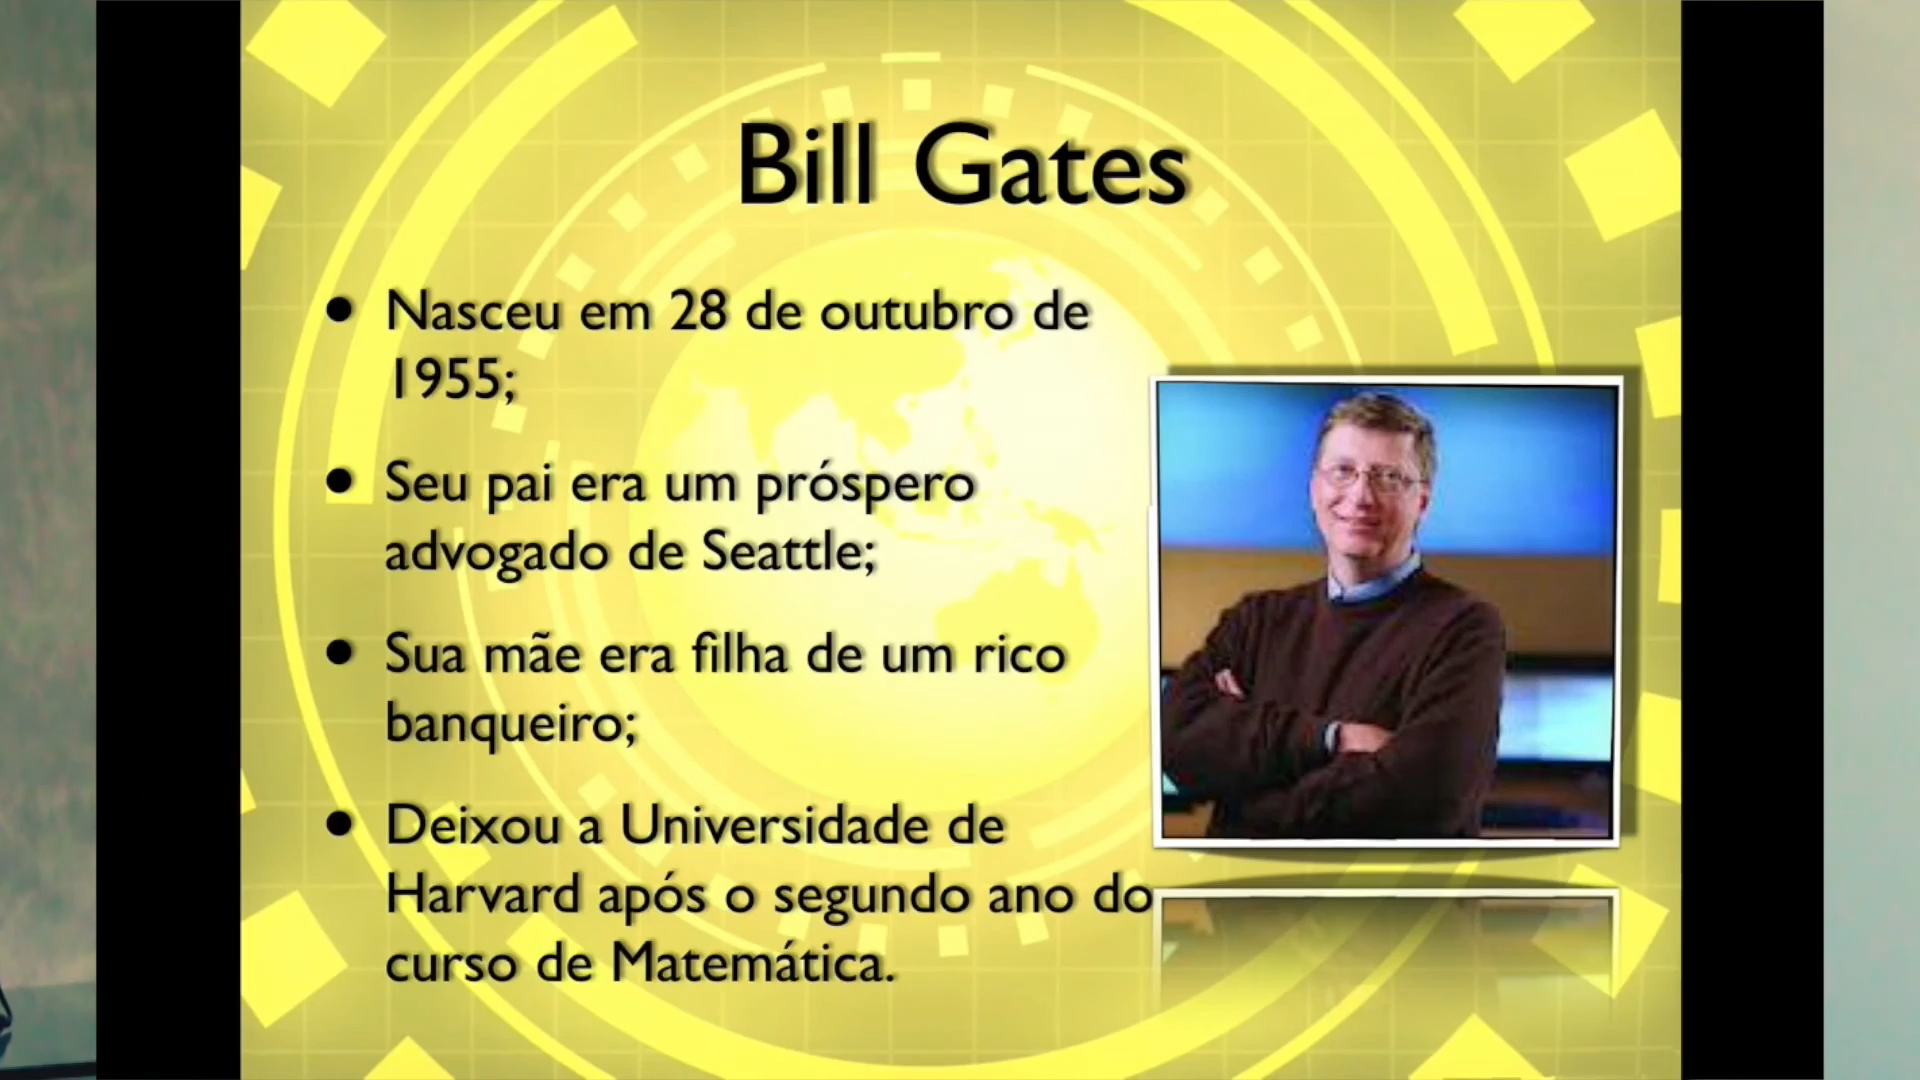 Bill Gates
• Nasceu em 28 de outubro de
1955;
• Seu pai era um próspero
advogado de Seattle;
• Sua mãe era filha de um rico
banqueiro;
• Deixou a Universidade de
Harvard após o segundo ano do
curso de Matemática.